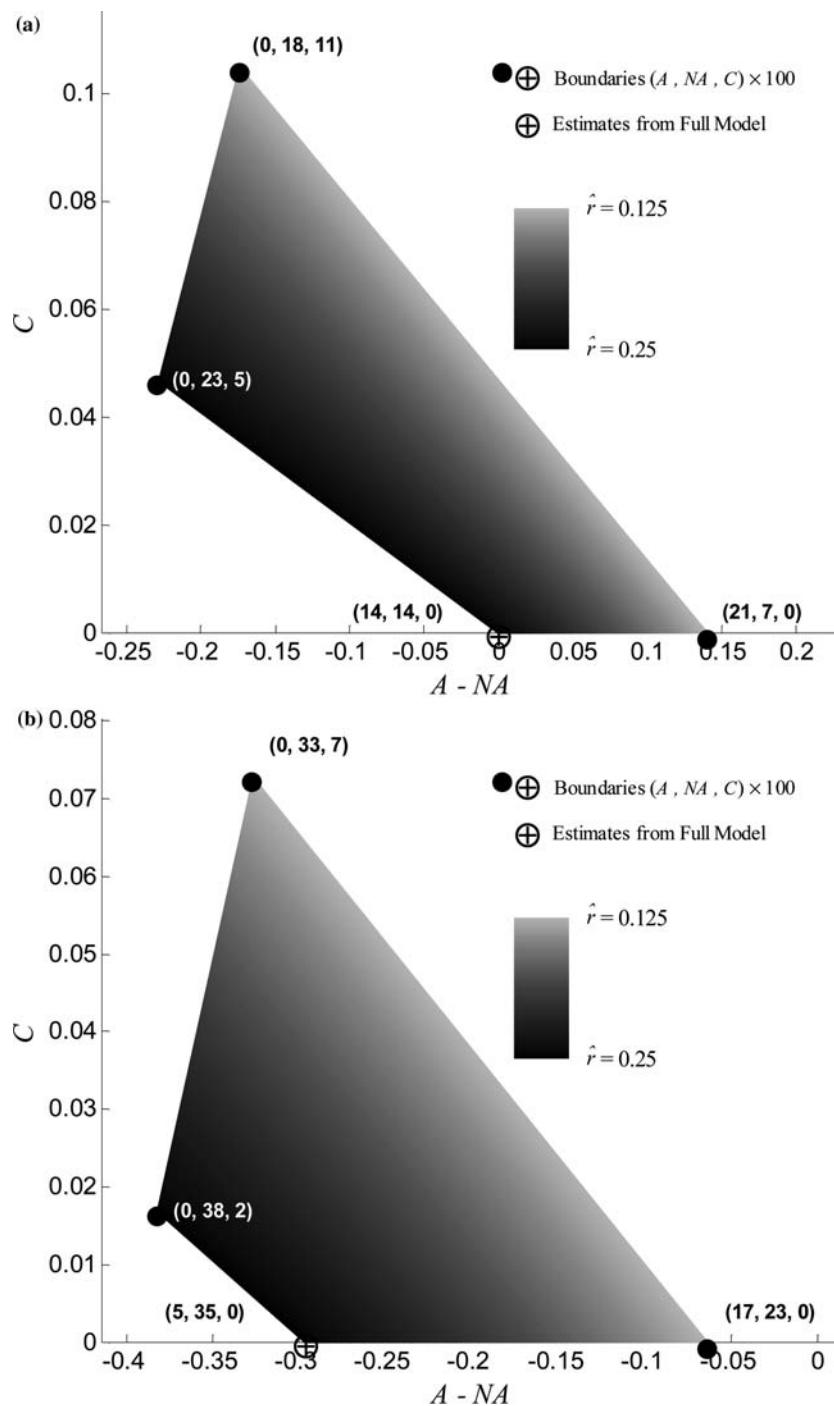 (a)
(0, 18, 11)
Boundaries (A , NA , C) × 100
Estimates from Full Model
r̂ = 0.125
r̂ = 0.25
0.1
0.08
0.06
0.04
0.02
0
C
(0, 23, 5)
(14, 14, 0)
(21, 7, 0)
-0.25 -0.2 -0.15 -0.1 -0.05 0 0.05 0.1 0.15 0.2
A - NA
(b)
(0, 33, 7)
Boundaries (A , NA , C) × 100
Estimates from Full Model
r̂ = 0.125
r̂ = 0.25
0.08
0.07
0.06
0.05
0.04
0.03
0.02
0.01
0
C
(0, 38, 2)
(5, 35, 0)
(17, 23, 0)
-0.4 -0.35 -0.3 -0.25 -0.2 -0.15 -0.1 -0.05 0
A - NA